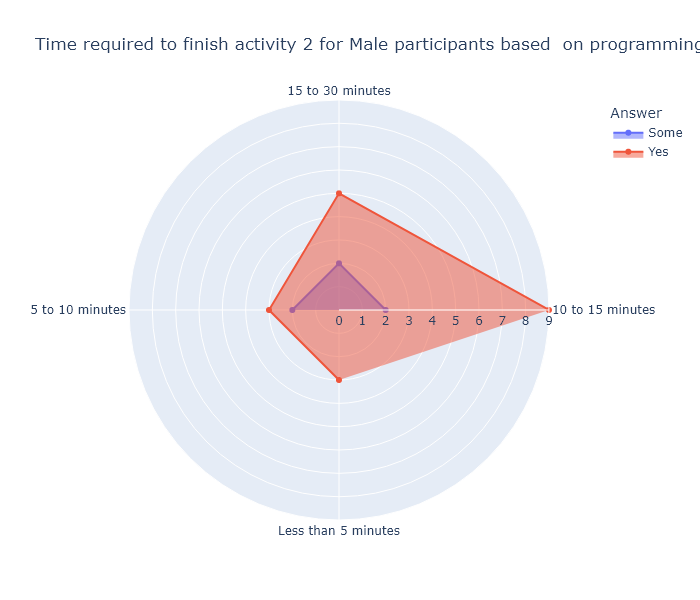 Time required to finish activity 2 for Male participants based  on programming
15 to 30 minutes
Answer
Some
Yes
5 to 10 minutes
10 to 15 minutes
0 1 2 3 4 5 6 7 8 9
Less than 5 minutes